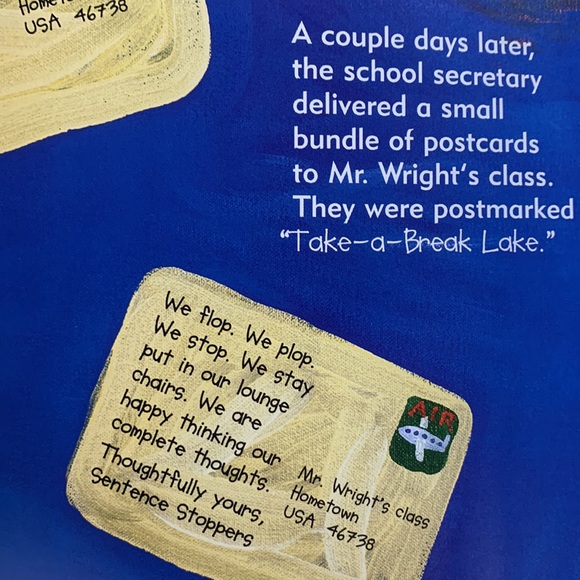 Hometown
USA 46738
A couple days later,
the school secretary
delivered a small
bundle of postcards
to Mr. Wright's class.
They were postmarked
"Take-a-Break Lake."
We flop. We plop.
We stop. We stay
put in our lounge
chairs. We are
happy thinking our
complete thoughts.
Thoughtfully yours,
Sentence Stoppers
AIR
Mr. Wright's class
Hometown
USA 46738